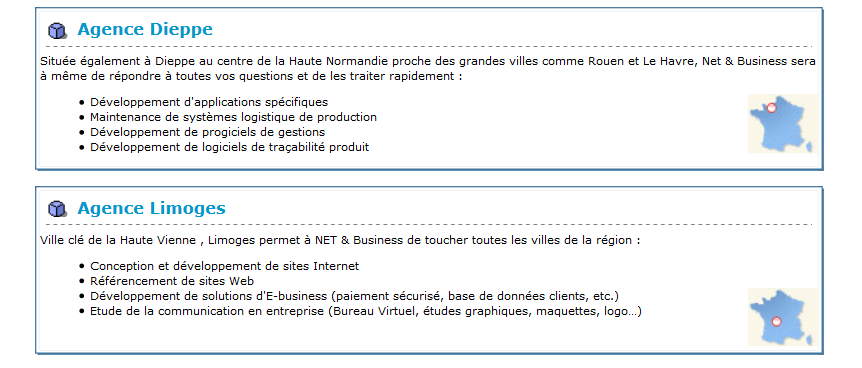 Agence Dieppe
Située également à Dieppe au centre de la Haute Normandie proche des grandes villes comme Rouen et Le Havre, Net & Business sera
à même de répondre à toutes vos questions et de les traiter rapidement :
• Développement d'applications spécifiques
• Maintenance de systèmes logistique de production
• Développement de progiciels de gestions
• Développement de logiciels de traçabilité produit
Agence Limoges
Ville clé de la Haute Vienne , Limoges permet à NET & Business de toucher toutes les villes de la région :
• Conception et développement de sites Internet
• Référencement de sites Web
• Développement de solutions d'E-business (paiement sécurisé, base de données clients, etc.)
• Etude de la communication en entreprise (Bureau Virtuel, études graphiques, maquettes, logo...)